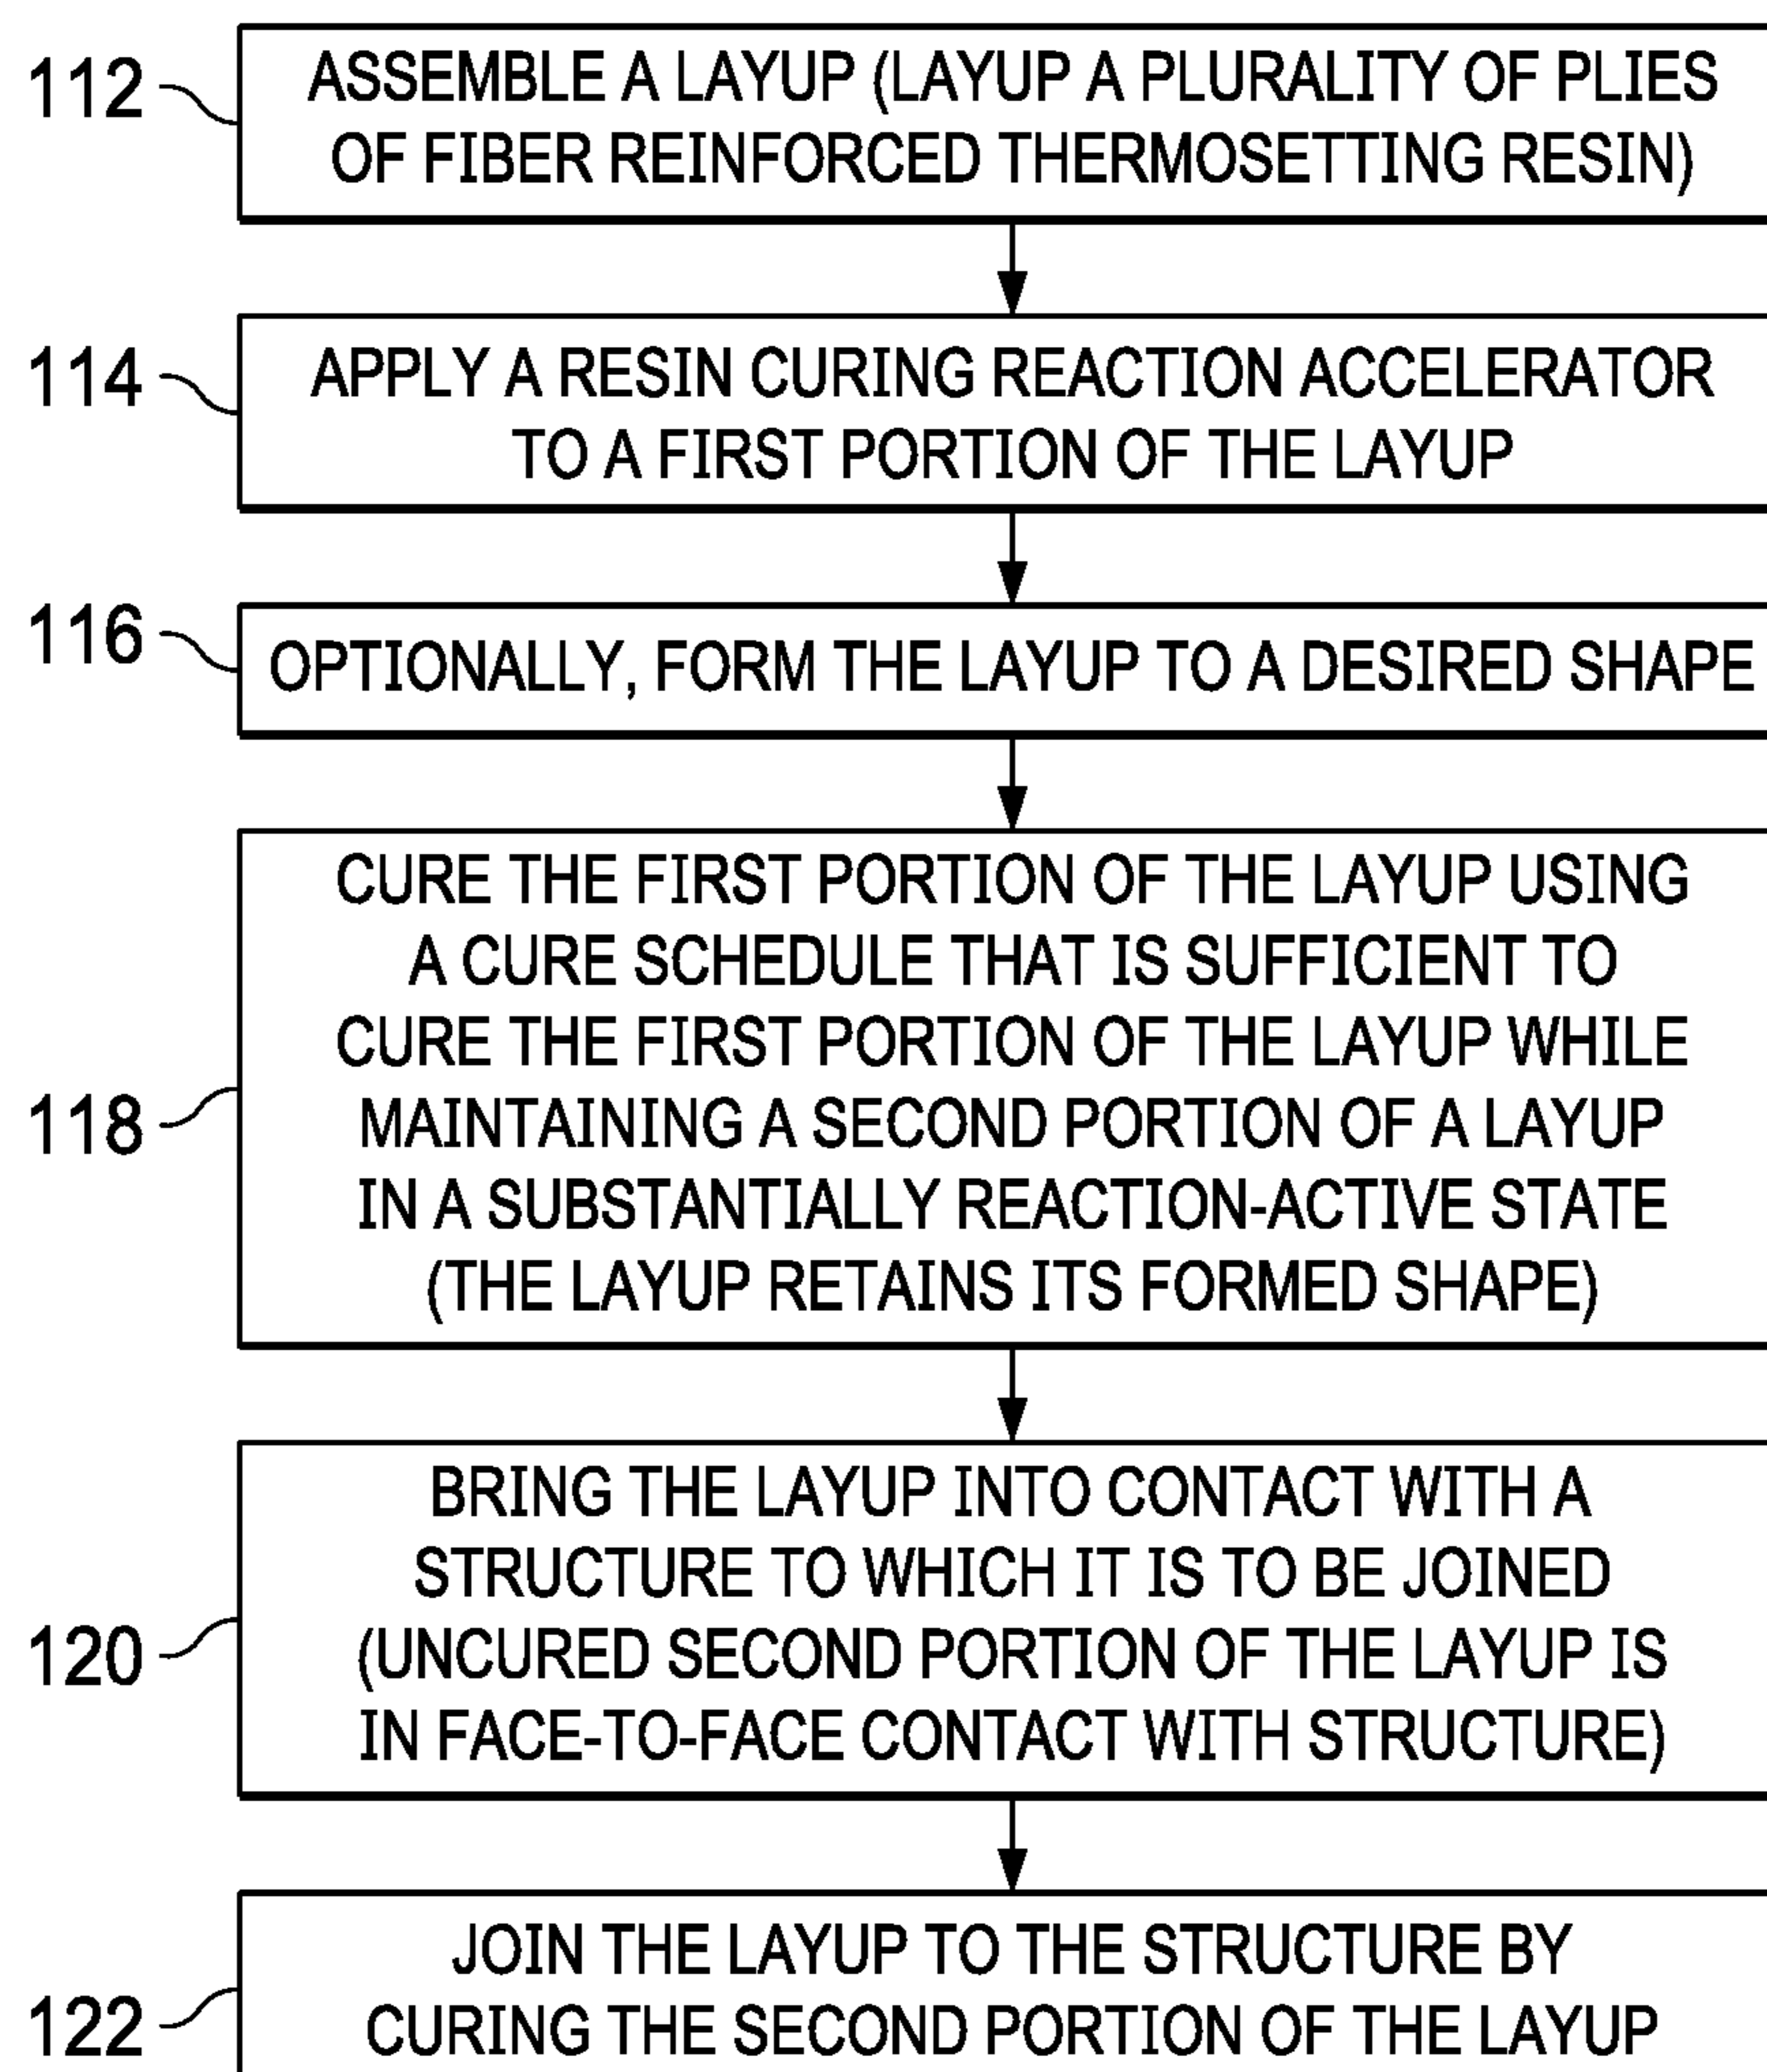 112
ASSEMBLE A LAYUP (LAYUP A PLURALITY OF PLIES
OF FIBER REINFORCED THERMOSETTING RESIN)
114
APPLY A RESIN CURING REACTION ACCELERATOR
TO A FIRST PORTION OF THE LAYUP
116
OPTIONALLY, FORM THE LAYUP TO A DESIRED SHAPE
118
CURE THE FIRST PORTION OF THE LAYUP USING
A CURE SCHEDULE THAT IS SUFFICIENT TO
CURE THE FIRST PORTION OF THE LAYUP WHILE
MAINTAINING A SECOND PORTION OF A LAYUP
IN A SUBSTANTIALLY REACTION-ACTIVE STATE
(THE LAYUP RETAINS ITS FORMED SHAPE)
120
BRING THE LAYUP INTO CONTACT WITH A
STRUCTURE TO WHICH IT IS TO BE JOINED
(UNCURED SECOND PORTION OF THE LAYUP IS
IN FACE-TO-FACE CONTACT WITH STRUCTURE)
122
JOIN THE LAYUP TO THE STRUCTURE BY
CURING THE SECOND PORTION OF THE LAYUP